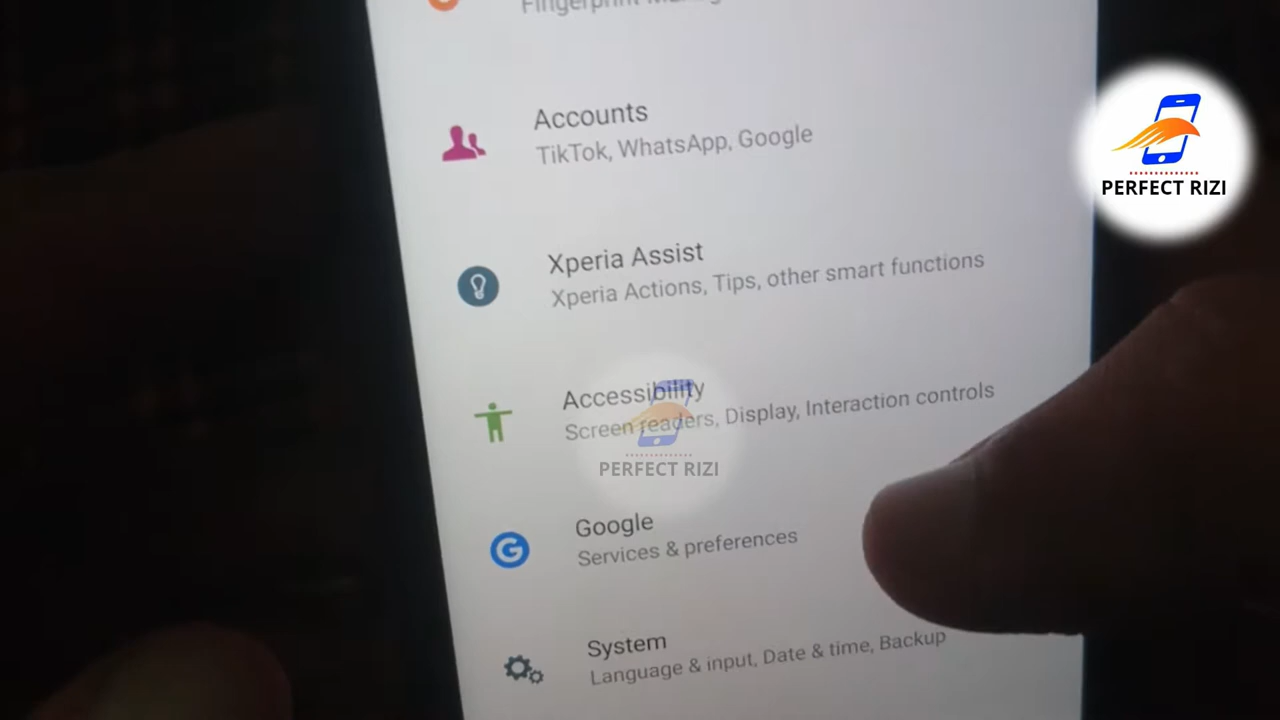 Fingerprint
Accounts
TikTok, WhatsApp, Google
PERFECT RIZI
Xperia Assist
Xperia Actions, Tips, other smart functions
Accessibility
Screen readers, Display, Interaction controls
PERFECT RIZI
Google
Services & preferences
System
Language & input, Date & time, Backup